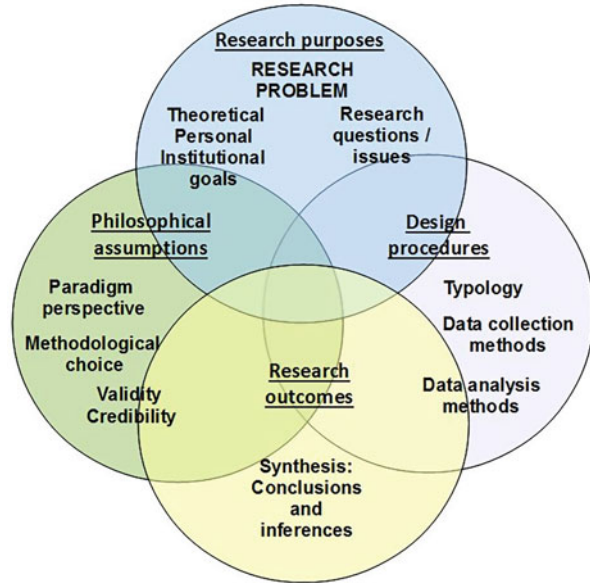 Research purposes
RESEARCH
PROBLEM
Theoretical
Personal
Institutional
goals
Research
questions /
issues
Philosophical
assumptions
Paradigm
perspective
Methodological
choice
Validity
Credibility
Design
procedures
Typology
Data collection
methods
Data analysis
methods
Research
outcomes
Synthesis:
Conclusions
and
inferences